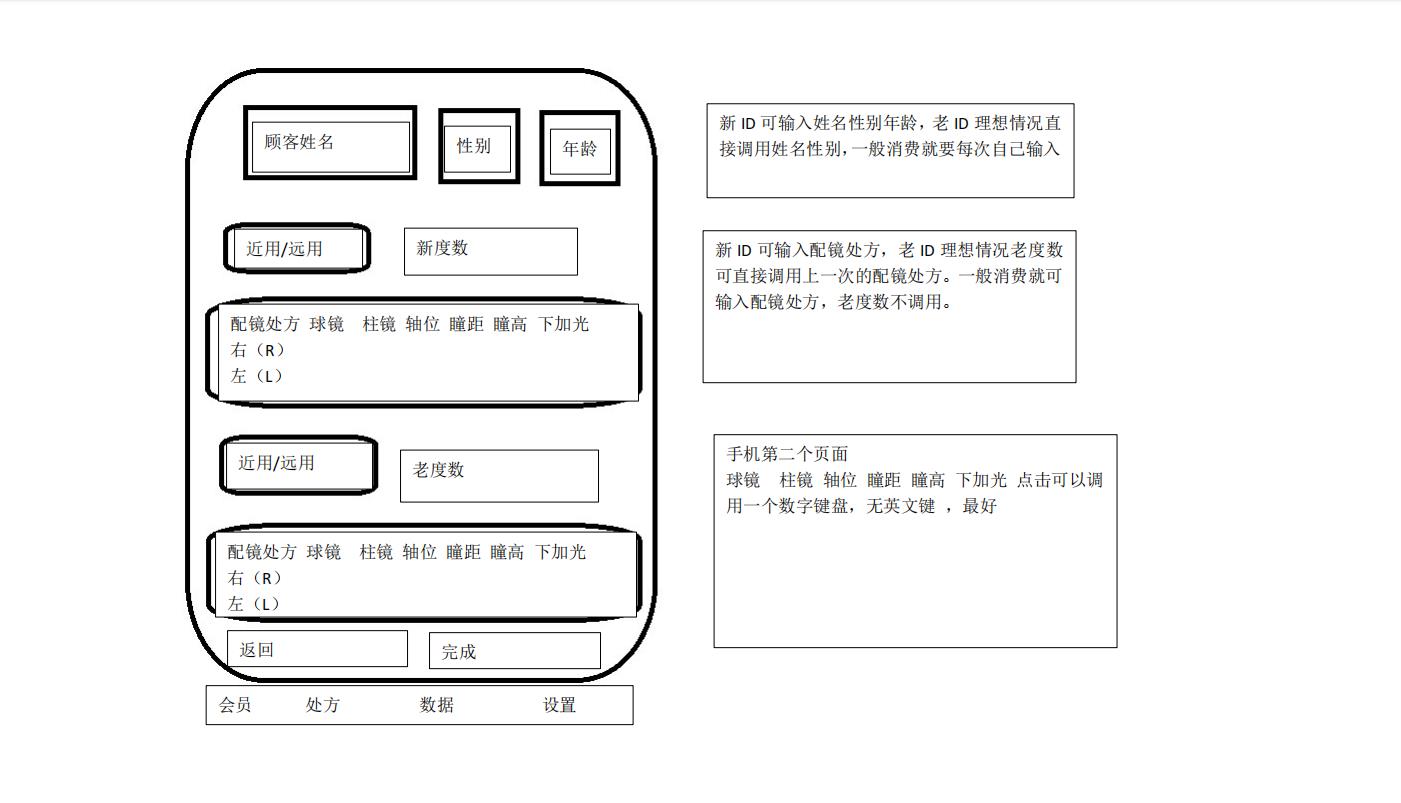 顾客姓名
性别
年龄
新 ID 可输入姓名性别年龄，老 ID 理想情况直
接调用姓名性别，一般消费就要每次自己输入
近用/远用
新度数
新 ID 可输入配镜处方，老 ID 理想情况老度数
可直接调用上一次的配镜处方。一般消费就可
输入配镜处方，老度数不调用。
配镜处方 球镜 柱镜 轴位 瞳距 瞳高 下加光
右（R）
左（L）
近用/远用
老度数
手机第二个页面
球镜 柱镜 轴位 瞳距 瞳高 下加光 点击可以调
用一个数字键盘，无英文键 ，最好
配镜处方 球镜 柱镜 轴位 瞳距 瞳高 下加光
右（R）
左（L）
返回
完成
会员 处方 数据 设置